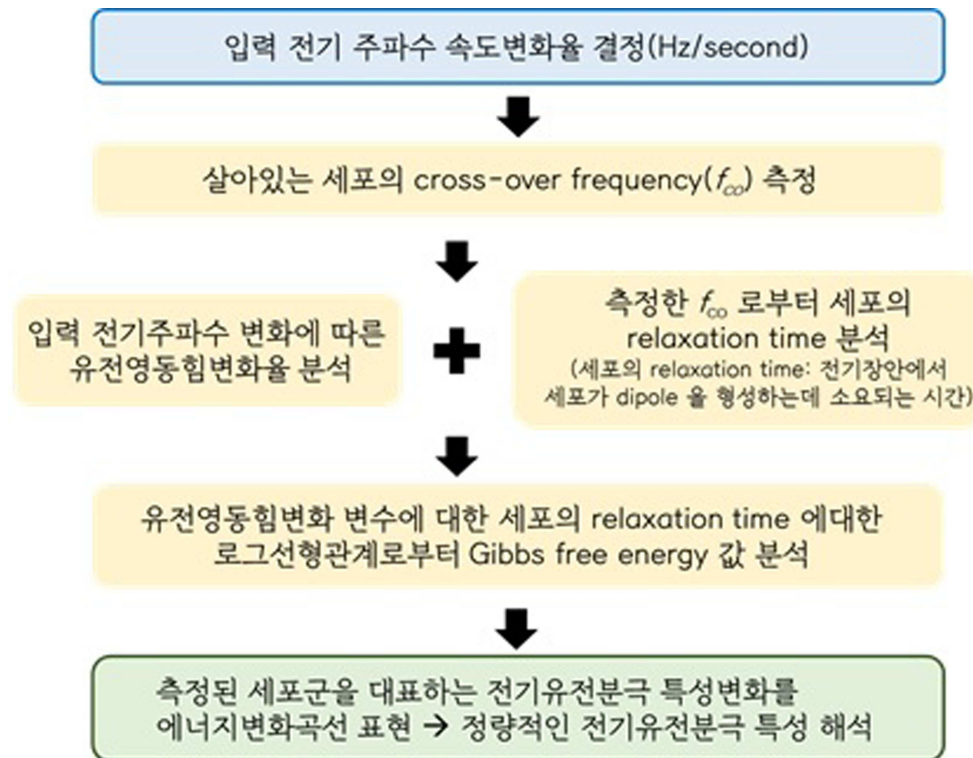 입력 전기 주파수 속도변화율 결정(Hz/second)
살아있는 세포의 cross-over frequency(fco) 측정
입력 전기주파수 변화에 따른
유전영동힘변화율 분석
측정한 fco 로부터 세포의
relaxation time 분석
(세포의 relaxation time: 전기장안에서
세포가 dipole 을 형성하는데 소요되는 시간)
유전영동힘변화 변수에 대한 세포의 relaxation time 에대한
로그선형관계로부터 Gibbs free energy 값 분석
측정된 세포군을 대표하는 전기유전분극 특성변화를
에너지변화곡선 표현 → 정량적인 전기유전분극 특성 해석